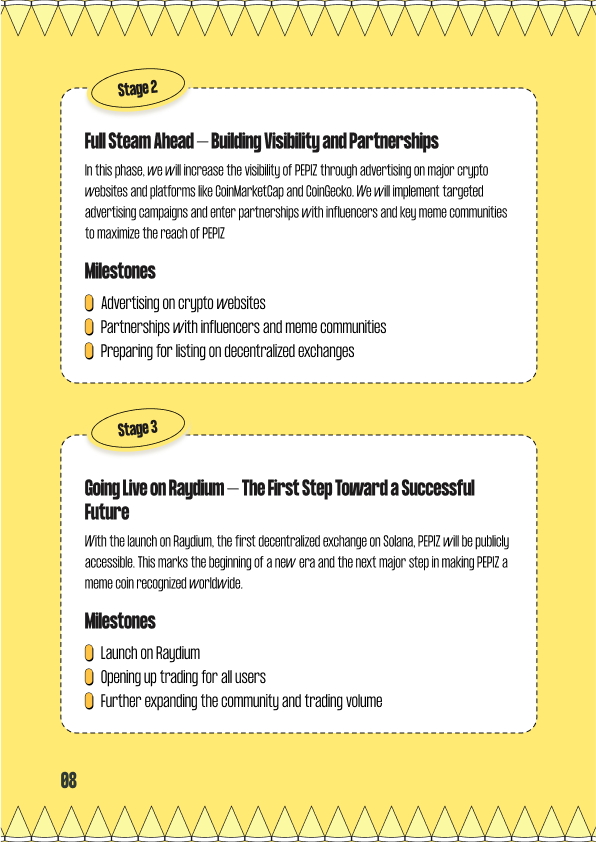 Stage 2
Full Steam Ahead – Building Visibility and Partnerships
In this phase, we will increase the visibility of PEPIZ through advertising on major crypto
websites and platforms like CoinMarketCap and CoinGecko. We will implement targeted
advertising campaigns and enter partnerships with influencers and key meme communities
to maximize the reach of PEPIZ
Milestones
Advertising on crypto websites
Partnerships with influencers and meme communities
Preparing for listing on decentralized exchanges
Stage 3
Going Live on Raydium – The First Step Toward a Successful
Future
With the launch on Raydium, the first decentralized exchange on Solana, PEPIZ will be publicly
accessible. This marks the beginning of a new era and the next major step in making PEPIZ a
meme coin recognized worldwide.
Milestones
Launch on Raydium
Opening up trading for all users
Further expanding the community and trading volume
08